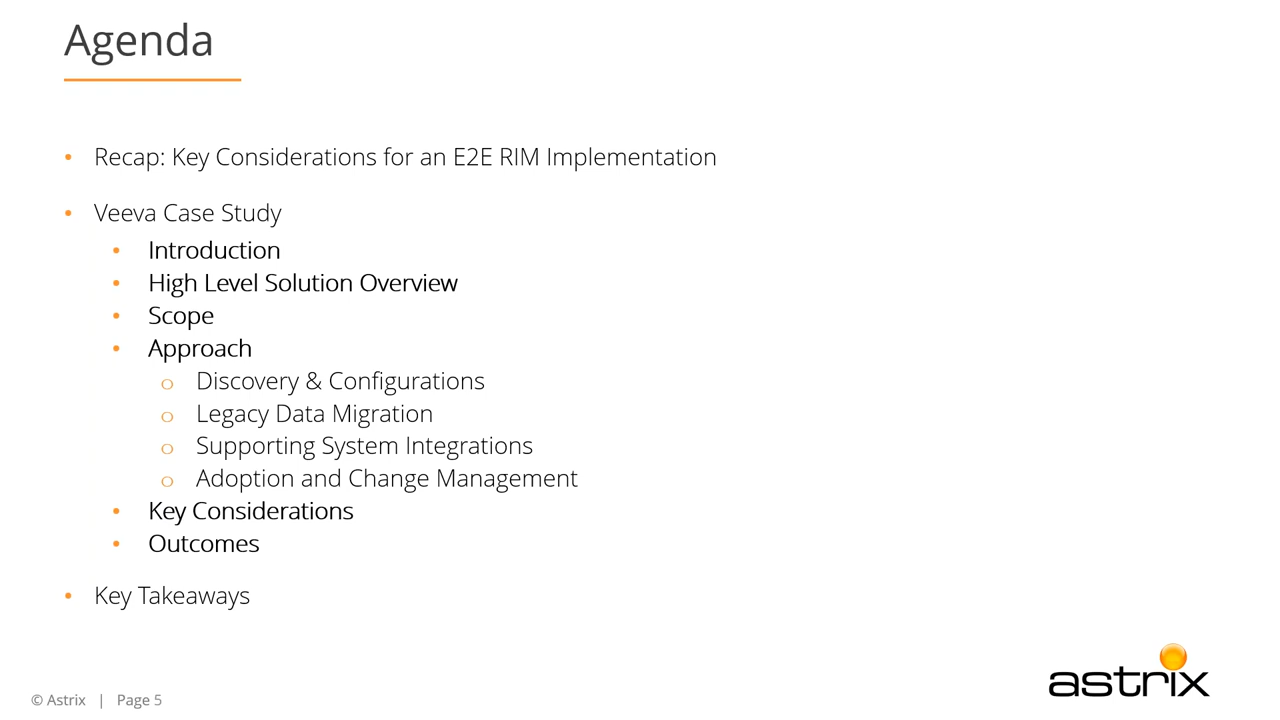 Agenda
• Recap: Key Considerations for an E2E RIM Implementation
• Veeva Case Study
• Introduction
• High Level Solution Overview
• Scope
• Approach
o Discovery & Configurations
o Legacy Data Migration
o Supporting System Integrations
o Adoption and Change Management
• Key Considerations
• Outcomes
• Key Takeaways
astrix
© Astrix | Page 5